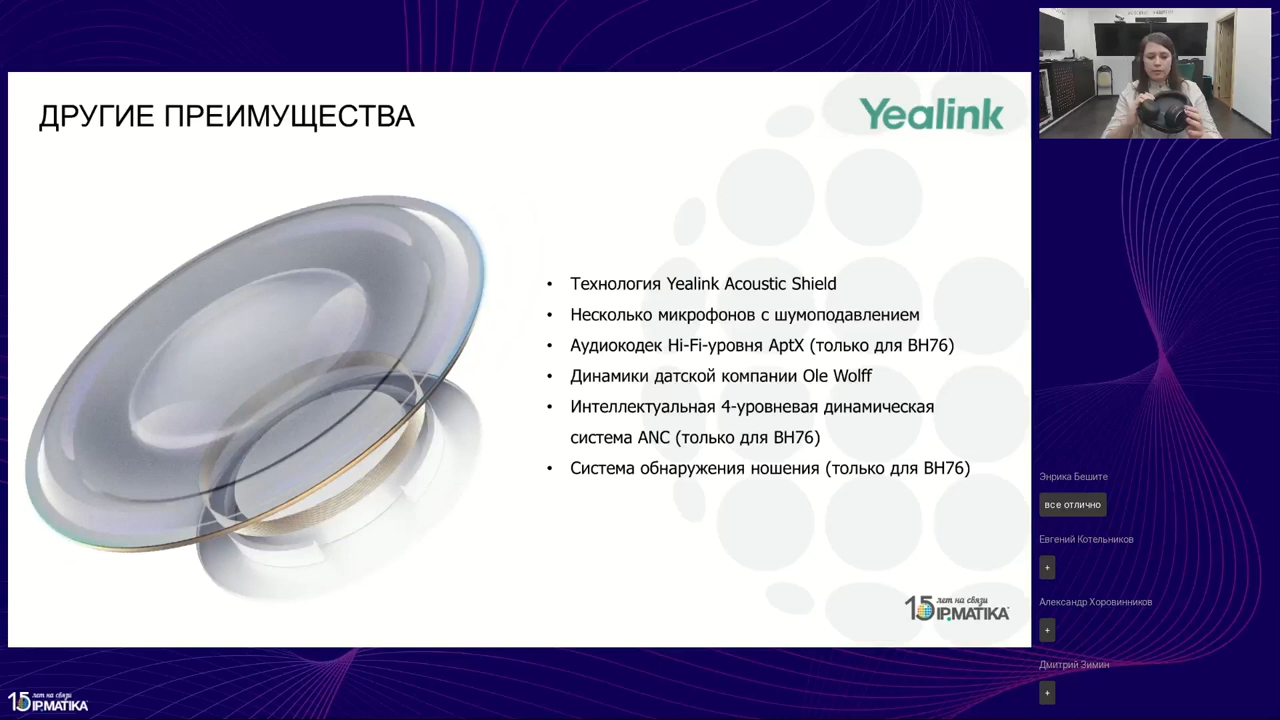 ДРУГИЕ ПРЕИМУЩЕСТВА
Yealink
• Технология Yealink Acoustic Shield
• Несколько микрофонов с шумоподавлением
• Аудиокодек Hi-Fi-уровня AptX (только для BH76)
• Динамики датской компании Ole Wolff
• Интеллектуальная 4-уровневая динамическая
система ANC (только для BH76)
• Система обнаружения ношения (только для BH76)
15 лет на связи
IPMATIKA
Энрика Бешите
все отлично
Евгений Котельников
+
Александр Хоровинников
+
Дмитрий Зимин
+
15 лет на связи
IPMATIKA